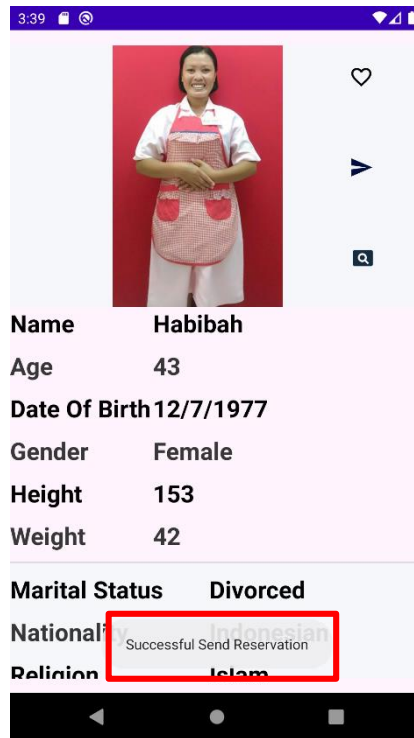 3:39
Name Habibah
Age 43
Date Of Birth 12/7/1977
Gender Female
Height 153
Weight 42
Marital Status Divorced
Nationality Indonesian
Successful Send Reservation
Religion Islam